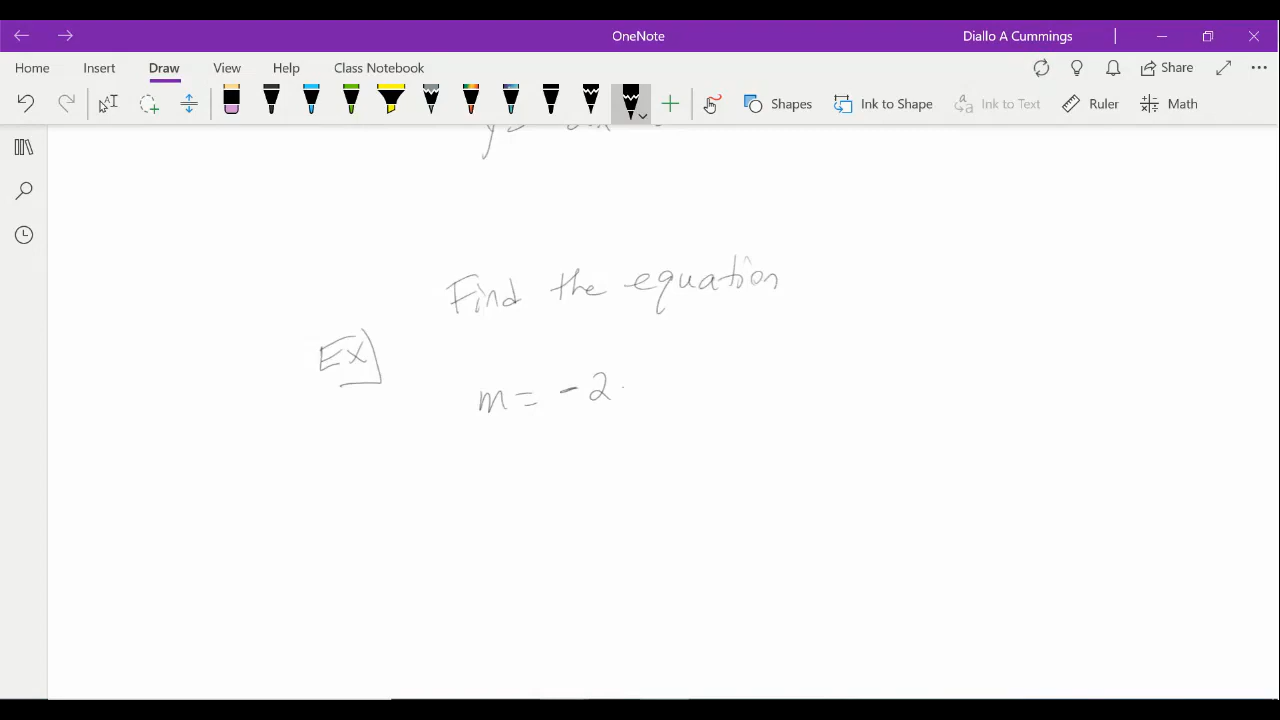 OneNote
Diallo A Cummings
Home Insert Draw View Help Class Notebook
Share
Shapes
Ink to Shape
Ink to Text
Ruler
Math
Find the equation
Ex
m = -2